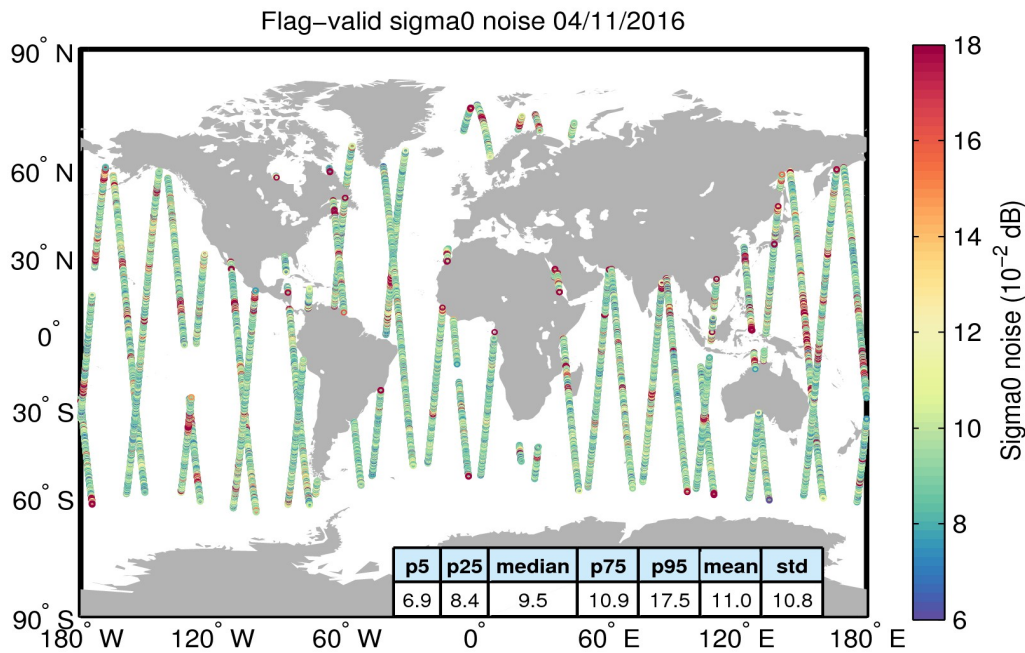 Flag−valid sigma0 noise 04/11/2016
90° N
60° N
30° N
0°
30° S
60° S
90° S
180° W 120° W 60° W 0° 60° E 120° E 180° E
p5 p25 median p75 p95 mean std
6.9 8.4 9.5 10.9 17.5 11.0 10.8
18
16
14
12
10
8
6
Sigma0 noise (10⁻² dB)